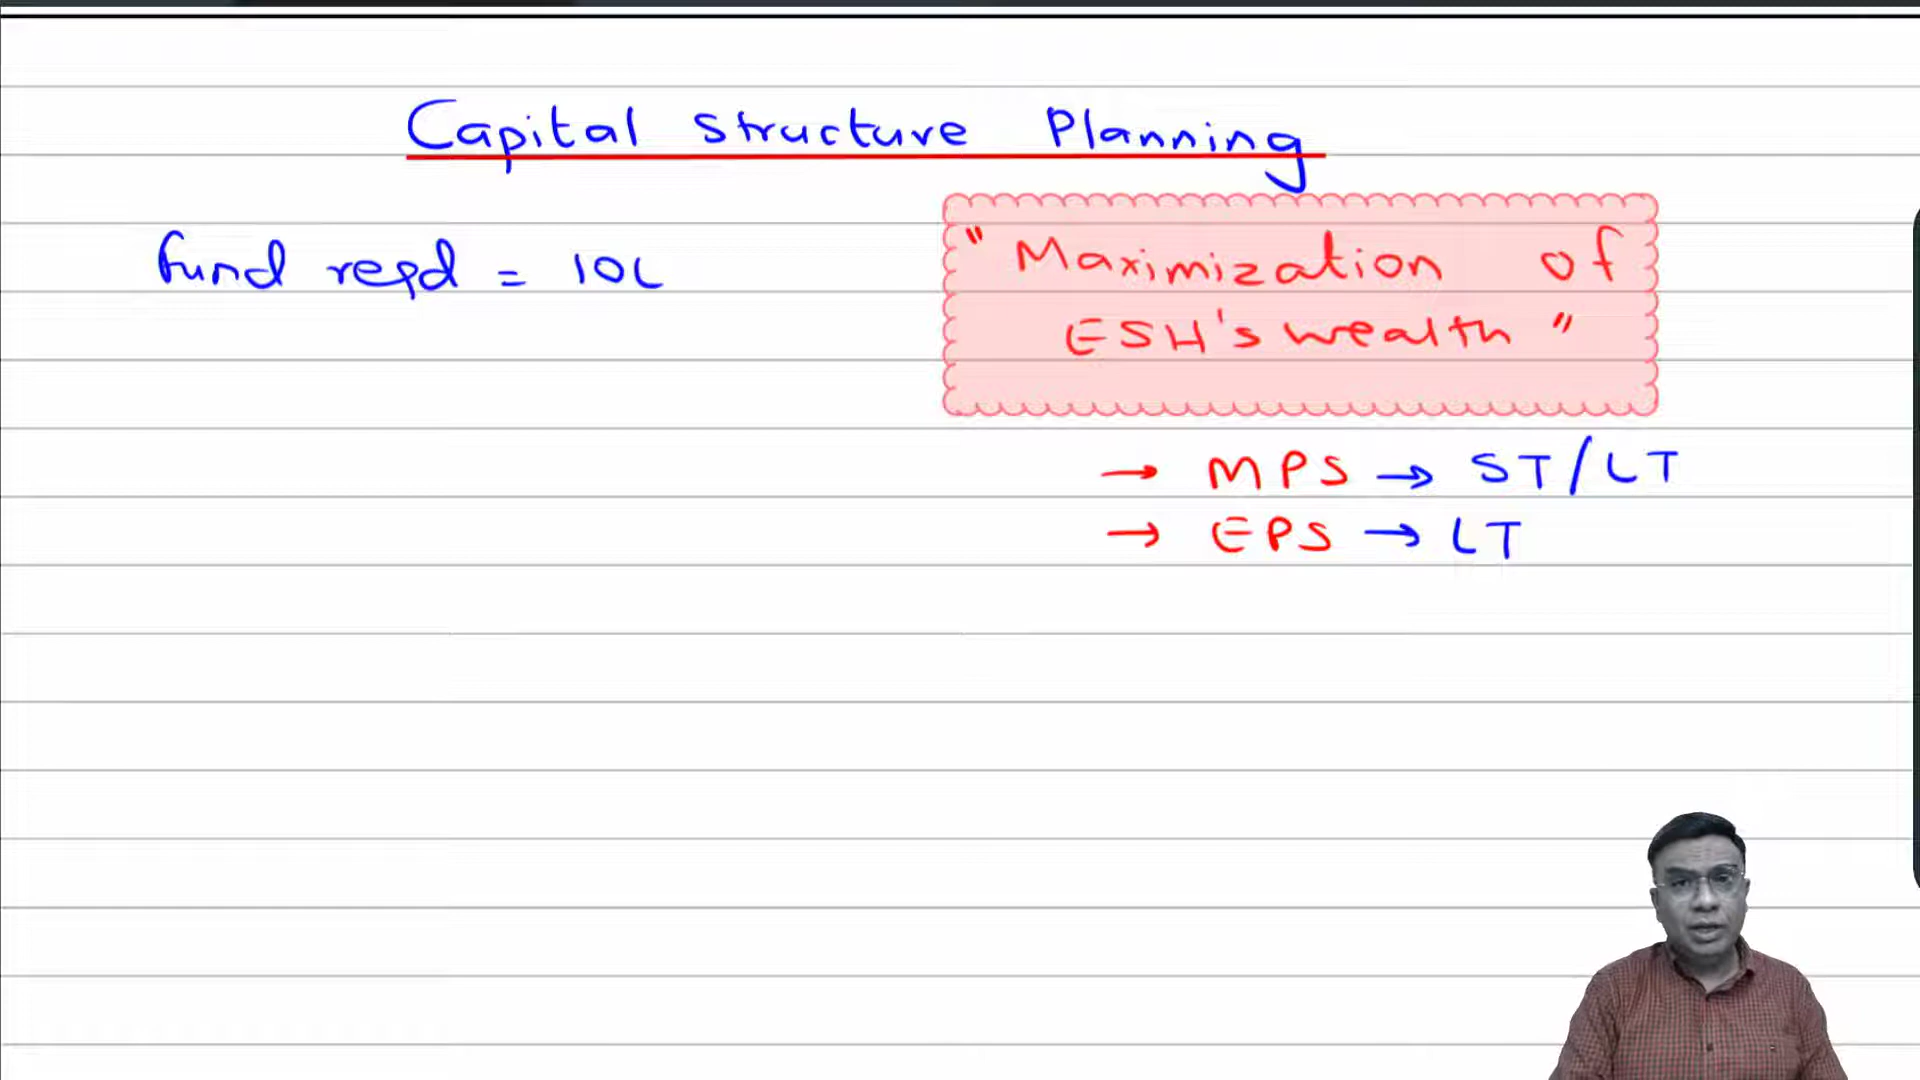 Capital Structure Planning
Fund reqd = 10L
" Maximization of
ESH's wealth "
→ MPS → ST/LT
→ EPS → LT